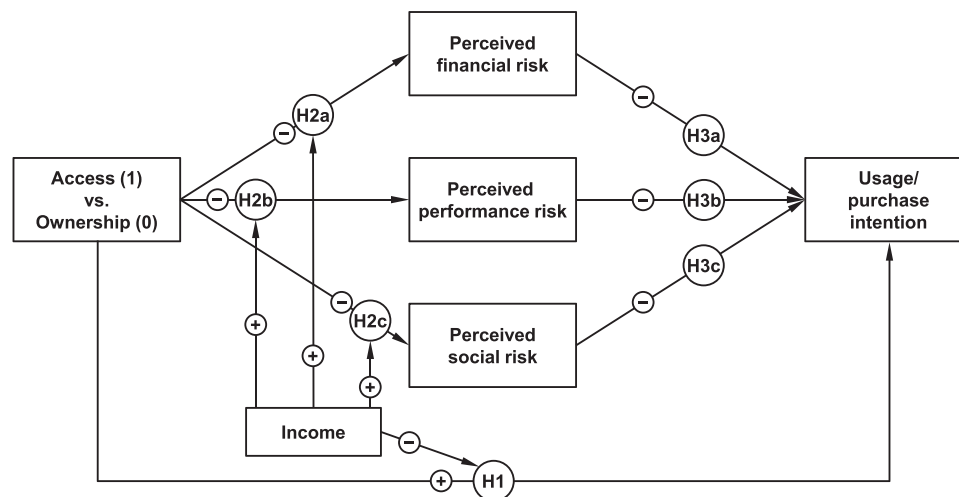 Perceived
financial risk
−
H2a
−
H3a
Access (1)
vs.
Ownership (0)
−
H2b
Perceived
performance risk
−
H3b
Usage/
purchase
intention
−
H2c
Perceived
social risk
−
H3c
+
+
+
Income
−
+
H1